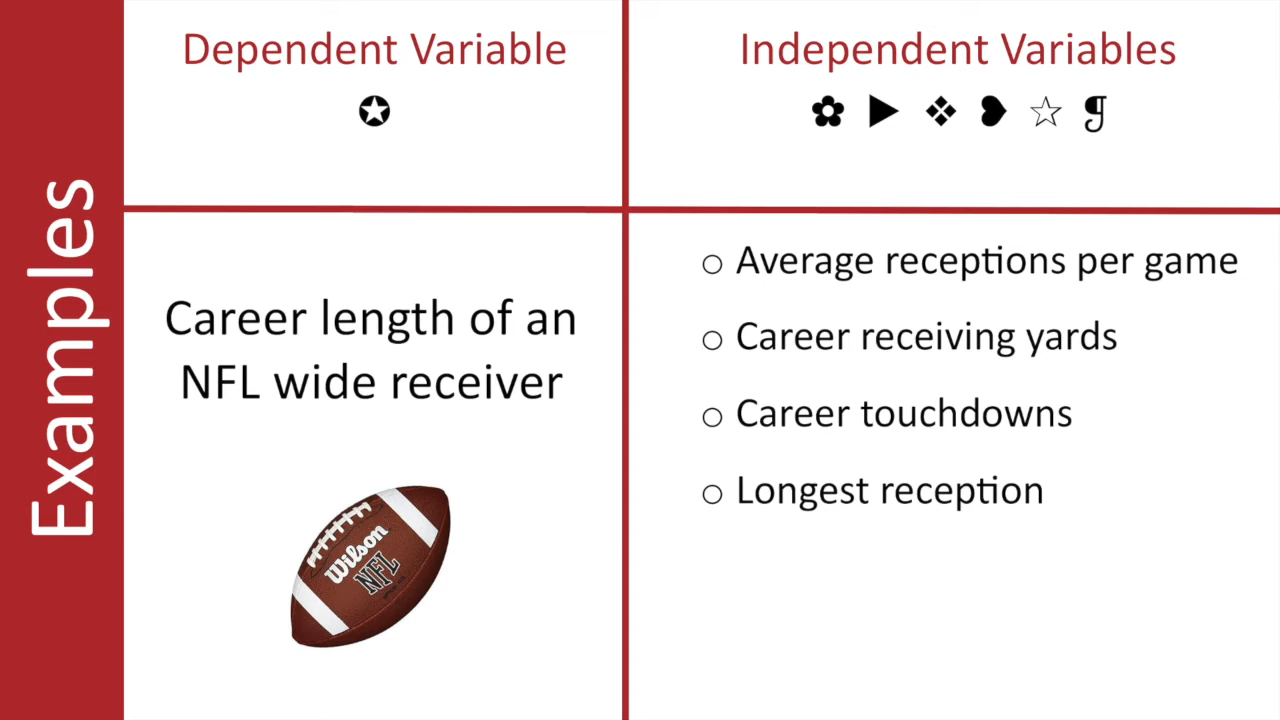 Examples
Dependent Variable
✪
Independent Variables
✿ ▶ ❖ ❥ ☆ ❡
Career length of an
NFL wide receiver
Wilson
NFL
○ Average receptions per game
○ Career receiving yards
○ Career touchdowns
○ Longest reception